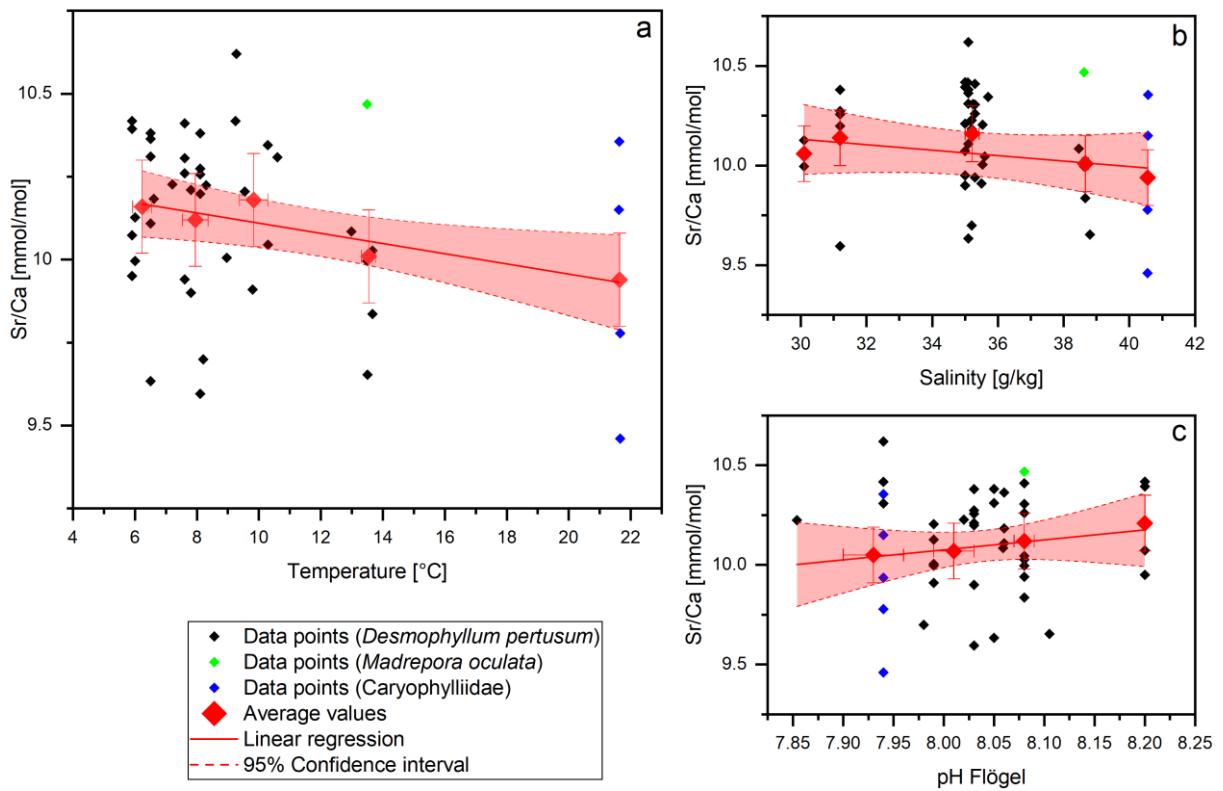 a
Sr/Ca [mmol/mol]
10.5
10
9.5
4 6 8 10 12 14 16 18 20 22
Temperature [°C]
b
Sr/Ca [mmol/mol]
10.5
10.0
9.5
30 32 34 36 38 40 42
Salinity [g/kg]
c
Sr/Ca [mmol/mol]
10.5
10.0
9.5
7.85 7.90 7.95 8.00 8.05 8.10 8.15 8.20 8.25
pH Flögel
Data points (Desmophyllum pertusum)
Data points (Madrepora oculata)
Data points (Caryophylliidae)
Average values
Linear regression
95% Confidence interval